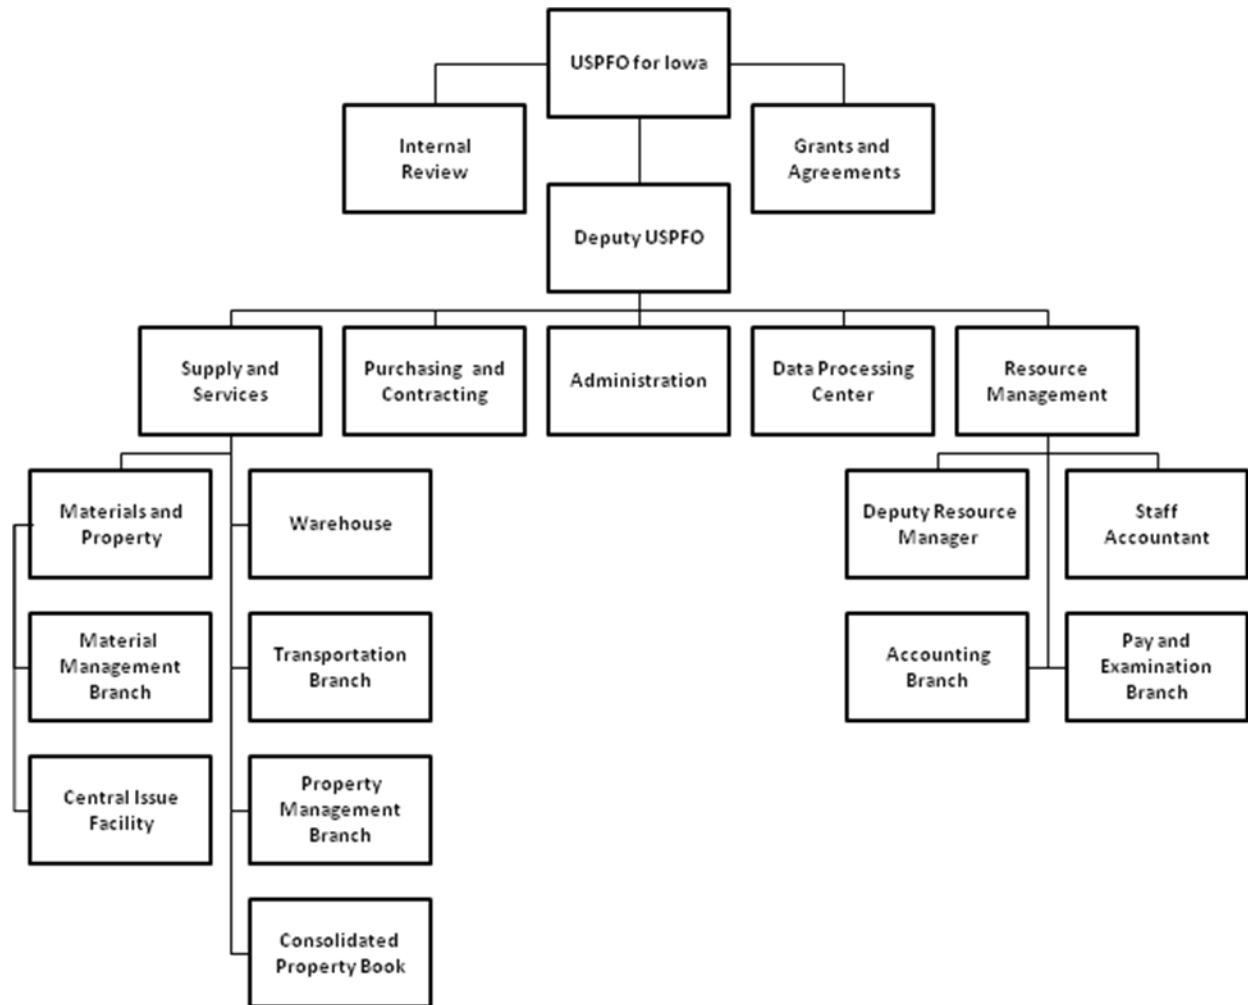 USPFO for Iowa
Internal
Review
Grants and
Agreements
Deputy USPFO
Supply and
Services
Purchasing and
Contracting
Administration
Data Processing
Center
Resource
Management
Materials and
Property
Warehouse
Deputy Resource
Manager
Staff
Accountant
Material
Management
Branch
Transportation
Branch
Accounting
Branch
Pay and
Examination
Branch
Central Issue
Facility
Property
Management
Branch
Consolidated
Property Book